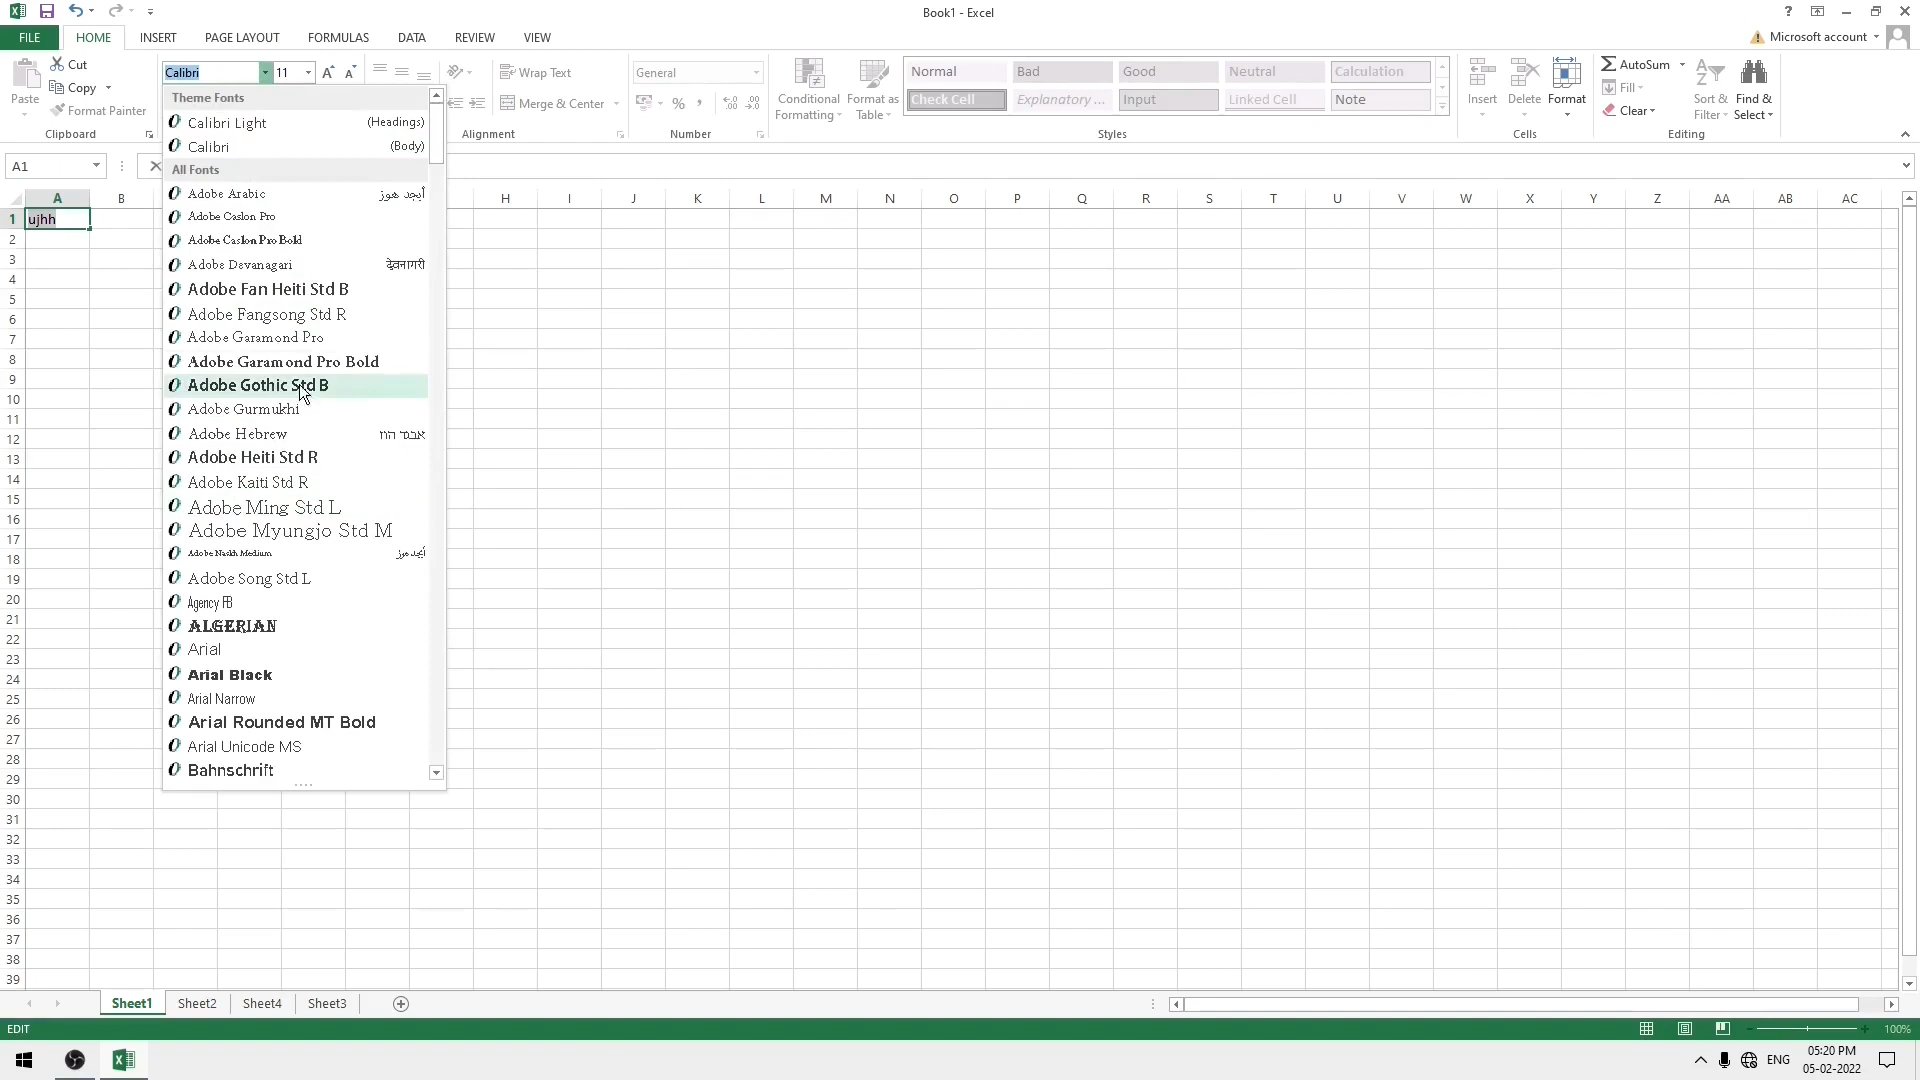 Book1 - Excel
FILE HOME INSERT PAGE LAYOUT FORMULAS DATA REVIEW VIEW
Microsoft account
Paste
Cut
Copy
Format Painter
Clipboard
Calibri 11
Wrap Text
Merge & Center
Alignment
General
%
Number
Conditional Formatting
Format as Table
Normal Bad Good Neutral Calculation
Check Cell Explanatory ... Input Linked Cell Note
Styles
Insert Delete Format
Cells
AutoSum
Fill
Clear
Sort & Filter
Find & Select
Editing
A1
Theme Fonts
Calibri Light (Headings)
Calibri (Body)
All Fonts
Adobe Arabic أبجد هوز
Adobe Caslon Pro
Adobe Caslon Pro Bold
Adobe Devanagari देवनागरी
Adobe Fan Heiti Std B
Adobe Fangsong Std R
Adobe Garamond Pro
Adobe Garamond Pro Bold
Adobe Gothic Std B
Adobe Gurmukhi
Adobe Hebrew אבגד הוז
Adobe Heiti Std R
Adobe Kaiti Std R
Adobe Ming Std L
Adobe Myungjo Std M
Adobe Naskh Medium أبجد هوز
Adobe Song Std L
Agency FB
ALGERIAN
Arial
Arial Black
Arial Narrow
Arial Rounded MT Bold
Arial Unicode MS
Bahnschrift
A B H I J K L M N O P Q R S T U V W X Y Z AA AB AC
1 ujhh
2
3
4
5
6
7
8
9
10
11
12
13
14
15
16
17
18
19
20
21
22
23
24
25
26
27
28
29
30
31
32
33
34
35
36
37
38
39
Sheet1 Sheet2 Sheet4 Sheet3
EDIT
100%
ENG
05:20 PM
05-02-2022